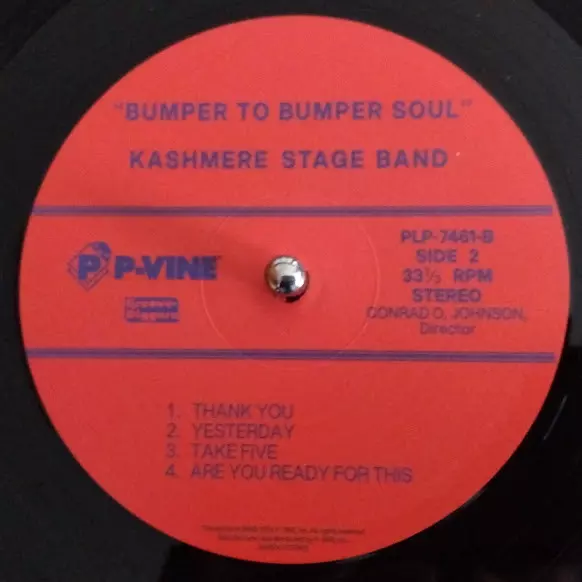 "BUMPER TO BUMPER SOUL"
KASHMERE STAGE BAND
P P-VINE
PLP-7461-B
SIDE 2
33⅓ RPM
STEREO
CONRAD O. JOHNSON,
Director
1. THANK YOU
2. YESTERDAY
3. TAKE FIVE
4. ARE YOU READY FOR THIS